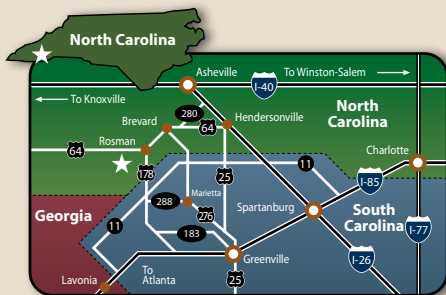 North Carolina
Asheville
To Winston-Salem
I-40
To Knoxville
280
North
Carolina
Brevard
64
Hendersonville
Rosman
64
Charlotte
11
178
25
I-85
Marietta
288
276
Georgia
11
183
Spartanburg
South
Carolina
I-77
Greenville
I-26
To
Atlanta
Lavonia
25